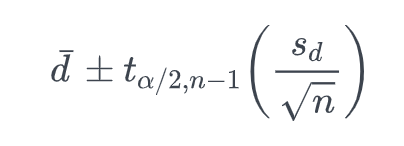 d̄ ± t_{α/2,n−1}(s_d/√n)